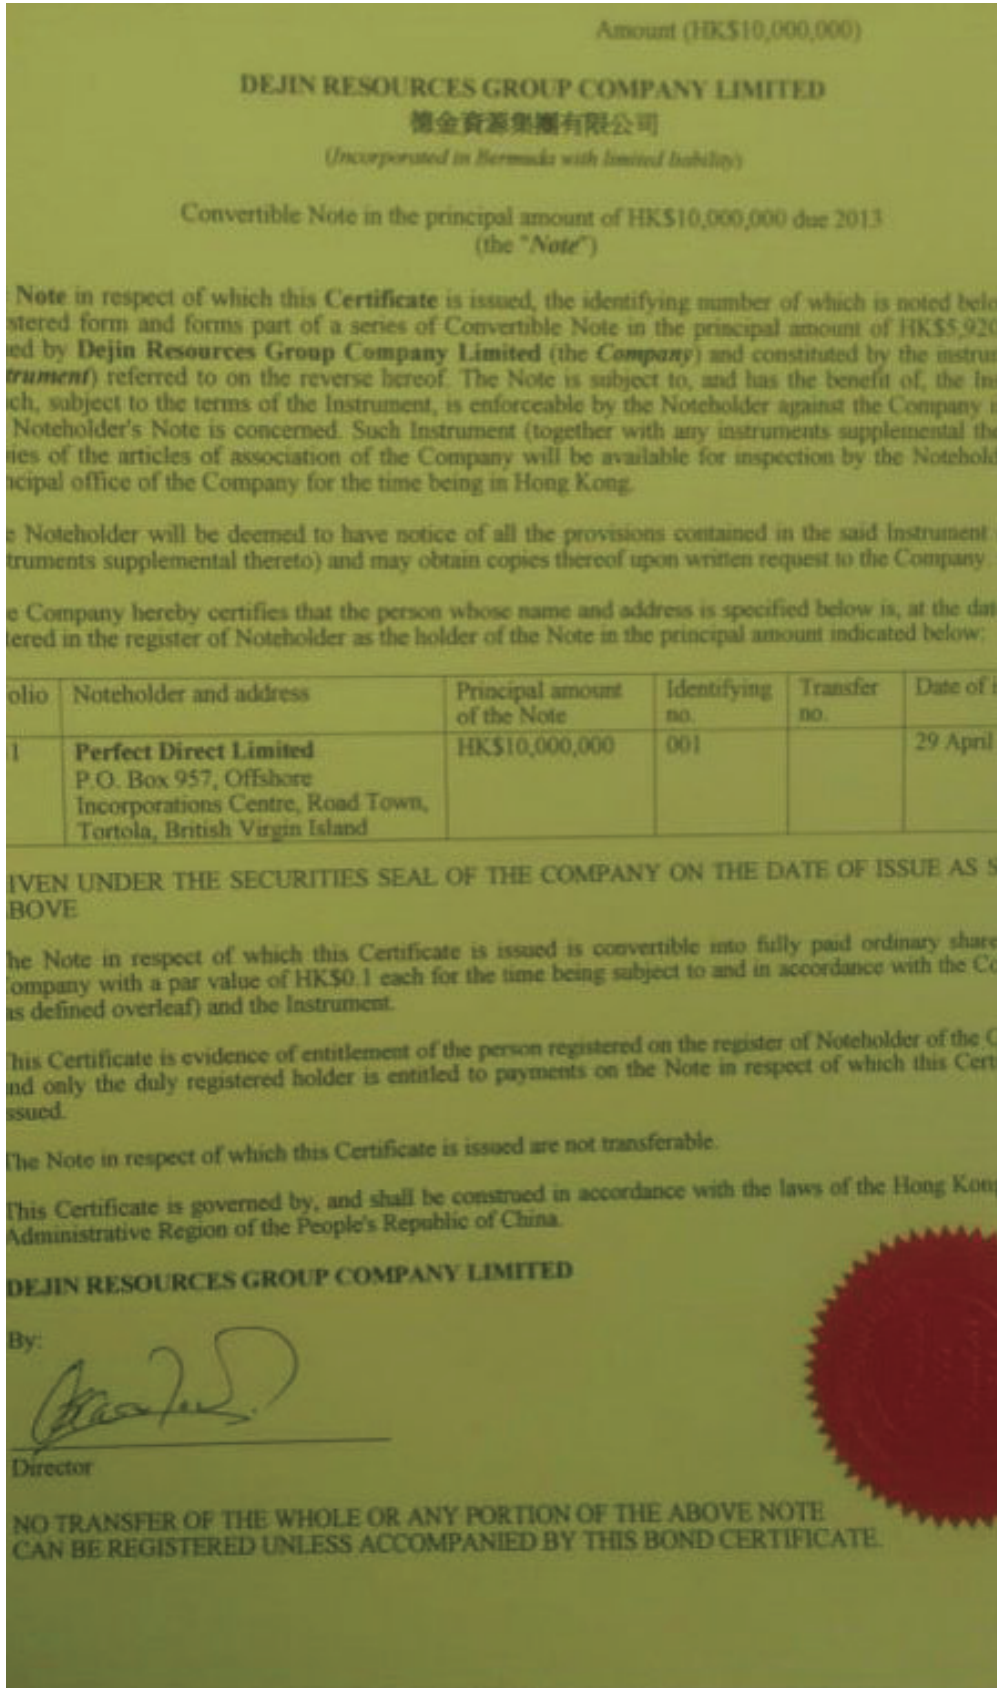 Amount (HK$10,000,000)
DEJIN RESOURCES GROUP COMPANY LIMITED
德金資源集團有限公司
(Incorporated in Bermuda with limited liability)
Convertible Note in the principal amount of HK$10,000,000 due 2013
(the "Note")
Note in respect of which this Certificate is issued, the identifying number of which is noted belo
stered form and forms part of a series of Convertible Note in the principal amount of HK$5,920
ed by Dejin Resources Group Company Limited (the Company) and constituted by the instru
trument) referred to on the reverse hereof. The Note is subject to, and has the benefit of, the In
ch, subject to the terms of the Instrument, is enforceable by the Noteholder against the Company
Noteholder's Note is concerned. Such Instrument (together with any instruments supplemental the
ies of the articles of association of the Company will be available for inspection by the Notehold
ncipal office of the Company for the time being in Hong Kong.
e Noteholder will be deemed to have notice of all the provisions contained in the said Instrument
truments supplemental thereto) and may obtain copies thereof upon written request to the Company.
e Company hereby certifies that the person whose name and address is specified below is, at the dat
tered in the register of Noteholder as the holder of the Note in the principal amount indicated below:
olio Noteholder and address Principal amount of the Note Identifying no. Transfer no. Date of i
1 Perfect Direct Limited HK$10,000,000 001 29 April
P.O. Box 957, Offshore
Incorporations Centre, Road Town,
Tortola, British Virgin Island
IVEN UNDER THE SECURITIES SEAL OF THE COMPANY ON THE DATE OF ISSUE AS S
BOVE
he Note in respect of which this Certificate is issued is convertible into fully paid ordinary share
ompany with a par value of HK$0.1 each for the time being subject to and in accordance with the Co
as defined overleaf) and the Instrument.
his Certificate is evidence of entitlement of the person registered on the register of Noteholder of the C
nd only the duly registered holder is entitled to payments on the Note in respect of which this Cert
ssued.
The Note in respect of which this Certificate is issued are not transferable.
This Certificate is governed by, and shall be construed in accordance with the laws of the Hong Kong
Administrative Region of the People's Republic of China.
DEJIN RESOURCES GROUP COMPANY LIMITED
By:
Director
NO TRANSFER OF THE WHOLE OR ANY PORTION OF THE ABOVE NOTE
CAN BE REGISTERED UNLESS ACCOMPANIED BY THIS BOND CERTIFICATE.